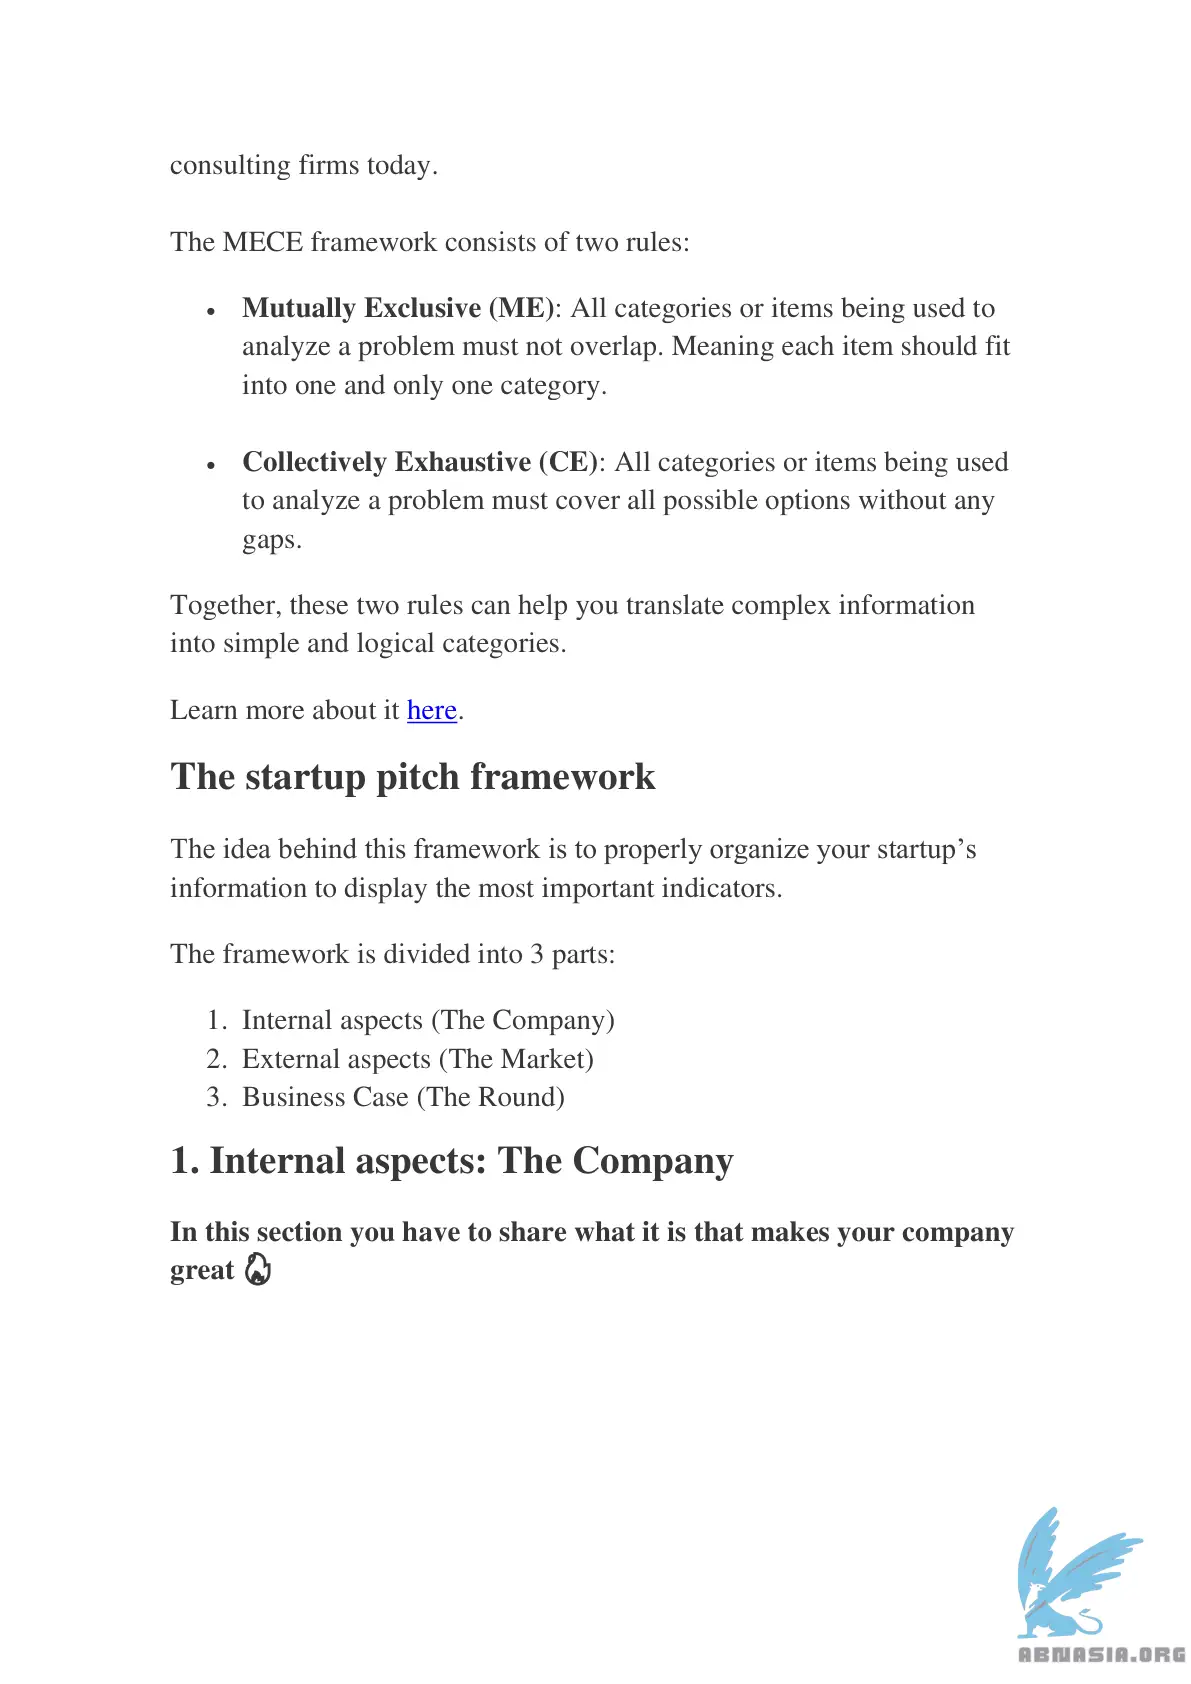 consulting firms today.
The MECE framework consists of two rules:
• Mutually Exclusive (ME): All categories or items being used to
analyze a problem must not overlap. Meaning each item should fit
into one and only one category.
• Collectively Exhaustive (CE): All categories or items being used
to analyze a problem must cover all possible options without any
gaps.
Together, these two rules can help you translate complex information
into simple and logical categories.
Learn more about it here.
The startup pitch framework
The idea behind this framework is to properly organize your startup’s
information to display the most important indicators.
The framework is divided into 3 parts:
1. Internal aspects (The Company)
2. External aspects (The Market)
3. Business Case (The Round)
1. Internal aspects: The Company
In this section you have to share what it is that makes your company
great 🔥
ABNASIA.ORG